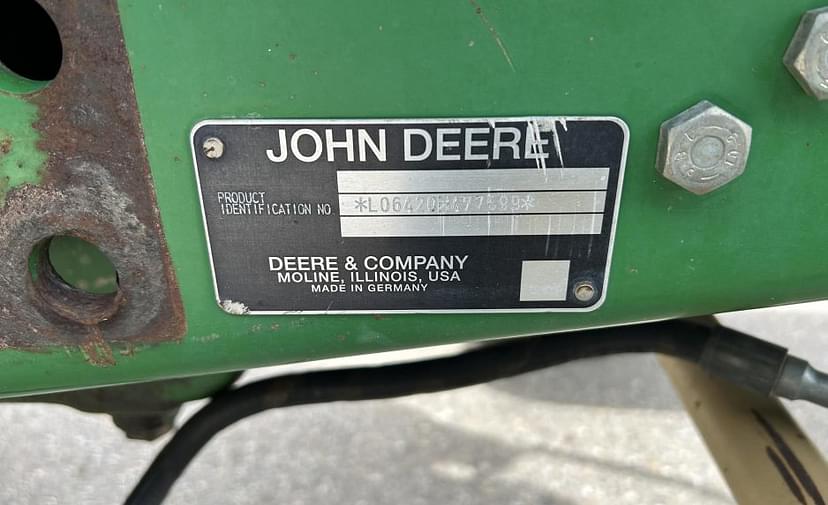 JOHN DEERE
PRODUCT
IDENTIFICATION NO.
DEERE & COMPANY
MOLINE, ILLINOIS, USA
MADE IN GERMANY